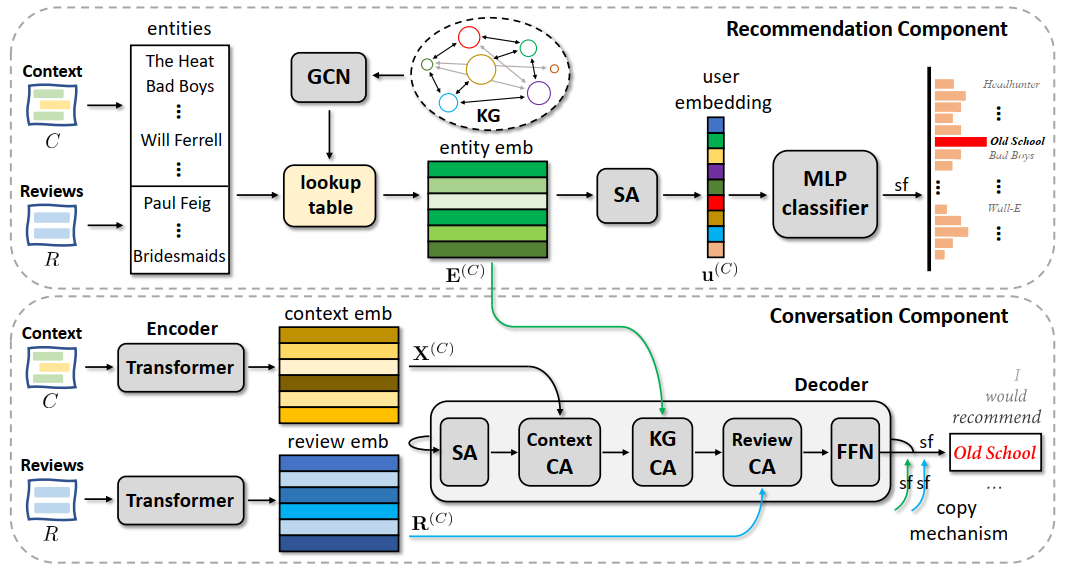 Recommendation Component
entities
Context
C
Reviews
R
The Heat
Bad Boys
Will Ferrell
Paul Feig
Bridesmaids
GCN
KG
lookup
table
entity emb
E^(C)
SA
user
embedding
u^(C)
MLP
classifier
sf
Headhunter
Old School
Bad Boys
Wall-E
Conversation Component
Context
C
Reviews
R
Encoder
Transformer
Transformer
context emb
X^(C)
review emb
R^(C)
Decoder
SA
Context
CA
KG
CA
Review
CA
FFN
sf
sf sf
copy
mechanism
I
would
recommend
Old School
...